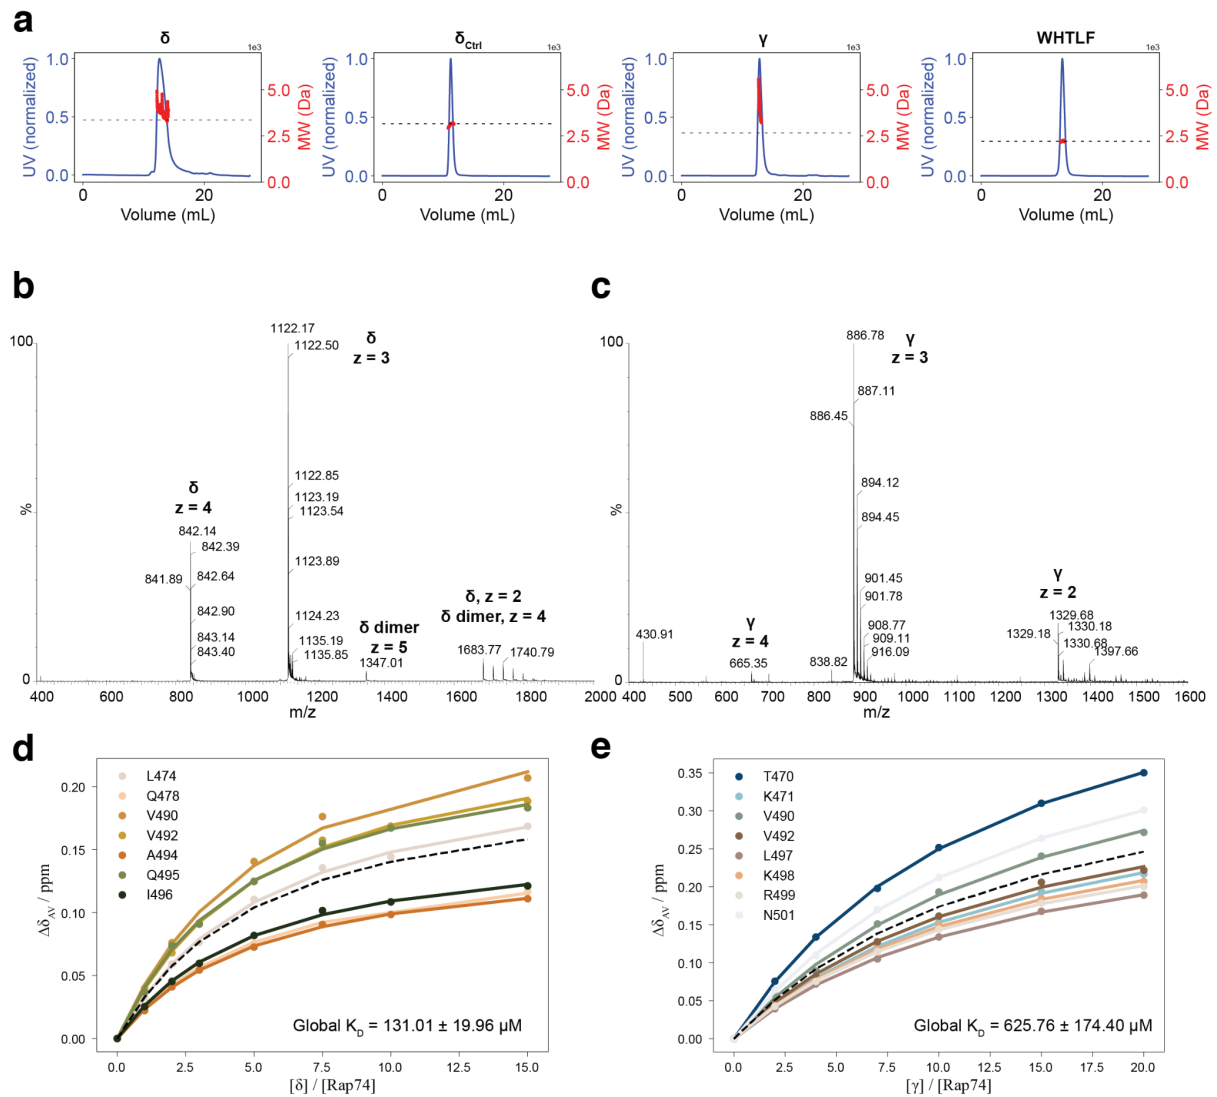 a
δ
δCtrl
γ
WHTLF
1e3
1e3
1e3
1e3
UV (normalized)
1.0
0.5
0.0
5.0
2.5
0.0
MW (Da)
0
20
Volume (mL)
UV (normalized)
1.0
0.5
0.0
5.0
2.5
0.0
MW (Da)
0
20
Volume (mL)
UV (normalized)
1.0
0.5
0.0
5.0
2.5
0.0
MW (Da)
0
20
Volume (mL)
UV (normalized)
1.0
0.5
0.0
5.0
2.5
0.0
MW (Da)
0
20
Volume (mL)
b
100
%
0
1122.17
1122.50
δ
z = 3
δ
z = 4
842.14
842.39
841.89
842.64
842.90
843.14
843.40
1122.85
1123.19
1123.54
1123.89
1124.23
1135.19
1135.85
δ dimer
z = 5
1347.01
δ, z = 2
δ dimer, z = 4
1683.77
1740.79
400 600 800 1000 1200 1400 1600 1800 2000
m/z
c
100
%
0
886.78
γ
z = 3
887.11
886.45
894.12
894.45
901.45
901.78
908.77
909.11
916.09
430.91
γ
z = 4
665.35
838.82
γ
z = 2
1329.68
1330.18
1329.18
1330.68
1397.66
400 500 600 700 800 900 1000 1100 1200 1300 1400 1500 1600
m/z
d
L474
Q478
V490
V492
A494
Q495
I496
ΔδAV / ppm
0.20
0.15
0.10
0.05
0.00
Global KD = 131.01 ± 19.96 µM
0.0 2.5 5.0 7.5 10.0 12.5 15.0
[δ] / [Rap74]
e
T470
K471
V490
V492
L497
K498
R499
N501
ΔδAV / ppm
0.35
0.30
0.25
0.20
0.15
0.10
0.05
0.00
Global KD = 625.76 ± 174.40 µM
0.0 2.5 5.0 7.5 10.0 12.5 15.0 17.5 20.0
[γ] / [Rap74]